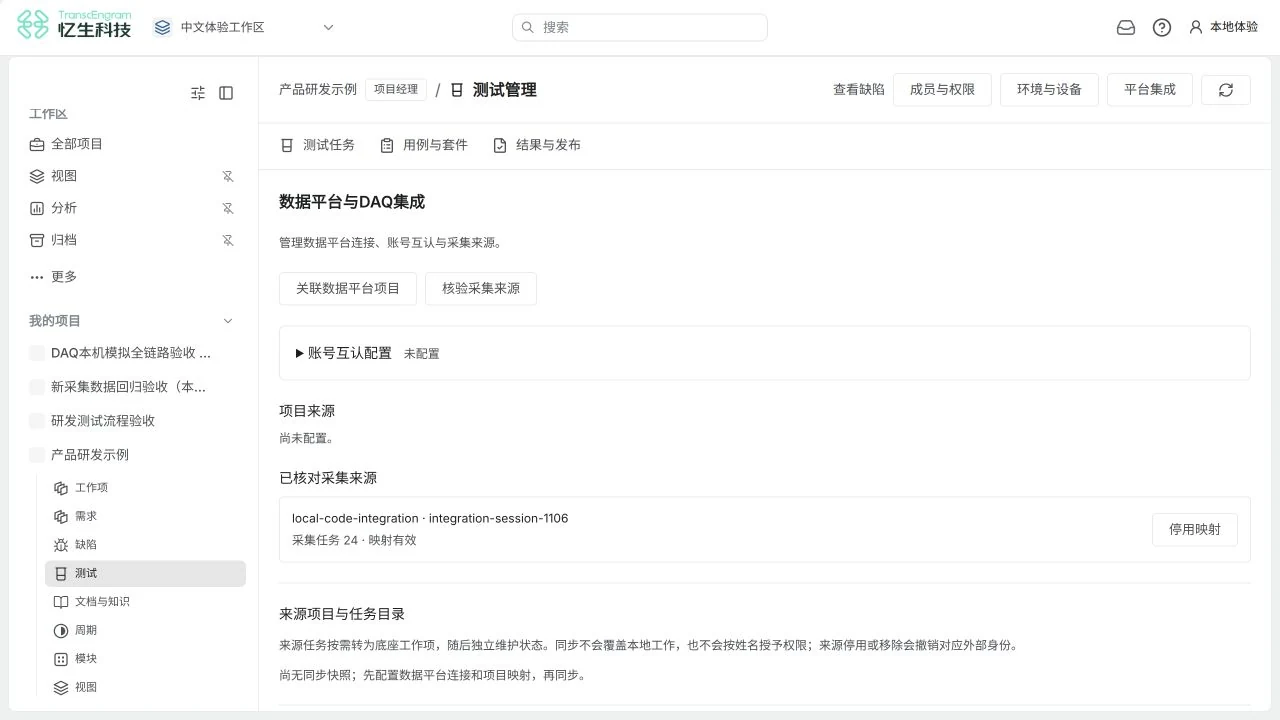 TransEngram
忆生科技
中文体验工作区
搜索
本地体验
工作区
全部项目
视图
分析
归档
更多
我的项目
DAQ本机模拟全链路验收 ...
新采集数据回归验收（本...
研发测试流程验收
产品研发示例
工作项
需求
缺陷
测试
文档与知识
周期
模块
视图
产品研发示例 项目经理 / 测试管理
查看缺陷 成员与权限 环境与设备 平台集成
测试任务 用例与套件 结果与发布
数据平台与DAQ集成
管理数据平台连接、账号互认与采集来源。
关联数据平台项目 核验采集来源
账号互认配置 未配置
项目来源
尚未配置。
已核对采集来源
local-code-integration · integration-session-1106
采集任务 24 · 映射有效
停用映射
来源项目与任务目录
来源任务按需转为底座工作项，随后独立维护状态。同步不会覆盖本地工作，也不会按姓名授予权限；来源停用或移除会撤销对应外部身份。
尚无同步快照；先配置数据平台连接和项目映射，再同步。